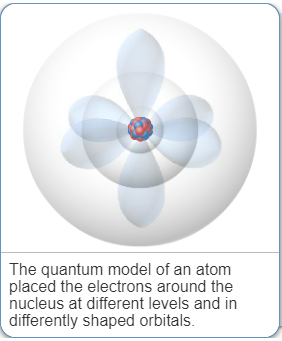 The quantum model of an atom
placed the electrons around the
nucleus at different levels and in
differently shaped orbitals.